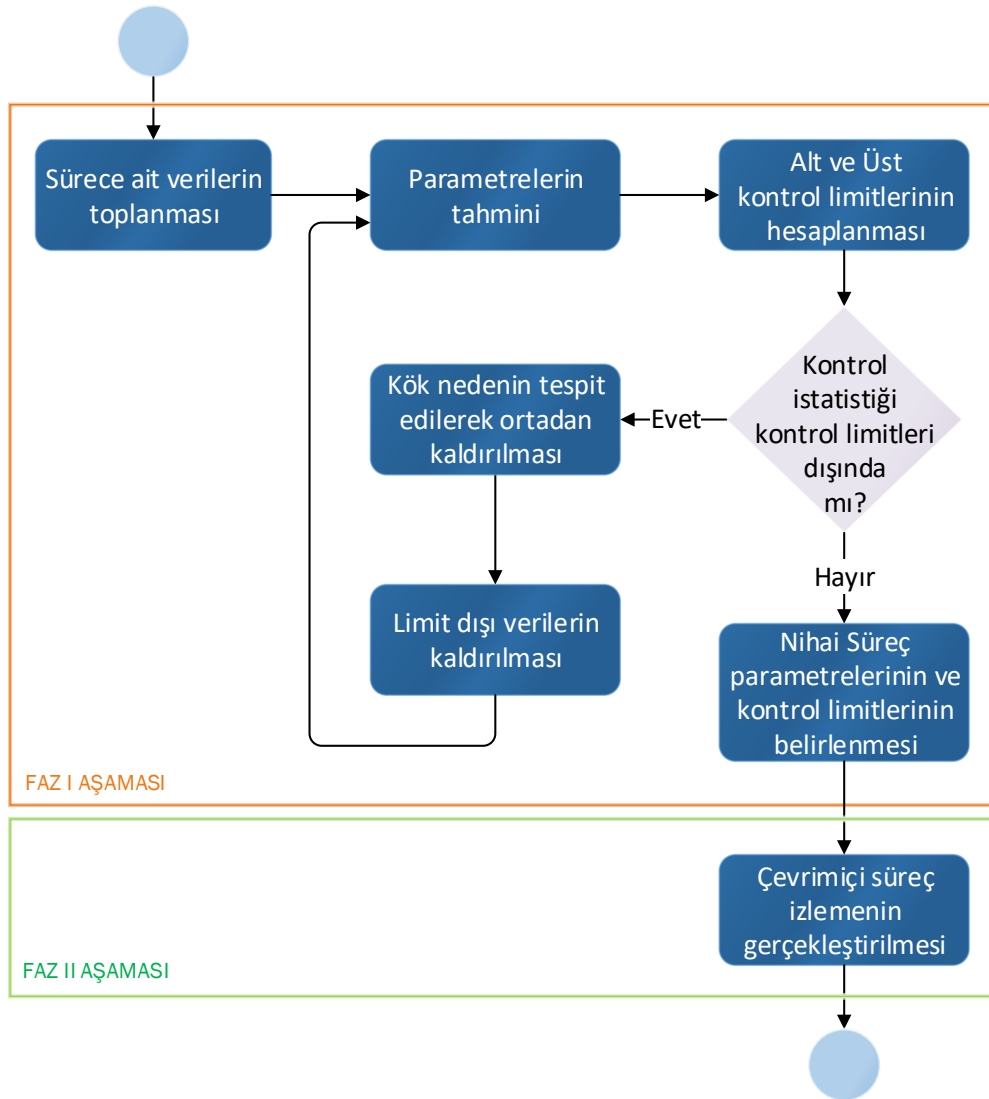 Sürece ait verilerin
toplanması
Parametrelerin
tahmini
Alt ve Üst
kontrol limitlerinin
hesaplanması
Kontrol
istatistiği
kontrol limitleri
dışında
mı?
Evet
Kök nedenin tespit
edilerek ortadan
kaldırılması
Limit dışı verilerin
kaldırılması
Hayır
Nihai Süreç
parametrelerinin ve
kontrol limitlerinin
belirlenmesi
FAZ I AŞAMASI
Çevrimiçi süreç
izlemenin
gerçekleştirilmesi
FAZ II AŞAMASI